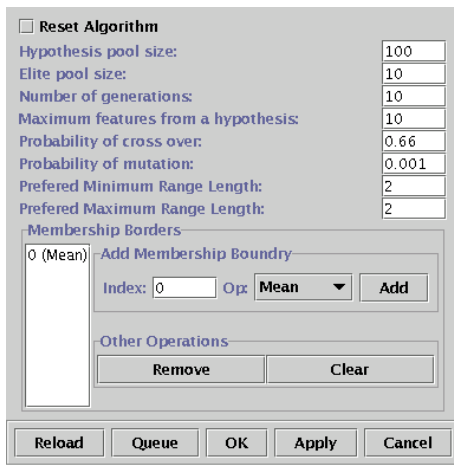 Reset Algorithm
Hypothesis pool size: 100
Elite pool size: 10
Number of generations: 10
Maximum features from a hypothesis: 10
Probability of cross over: 0.66
Probability of mutation: 0.001
Prefered Minimum Range Length: 2
Prefered Maximum Range Length: 2
Membership Borders
0 (Mean) Add Membership Boundry
Index: 0 Op: Mean Add
Other Operations
Remove Clear
Reload Queue OK Apply Cancel